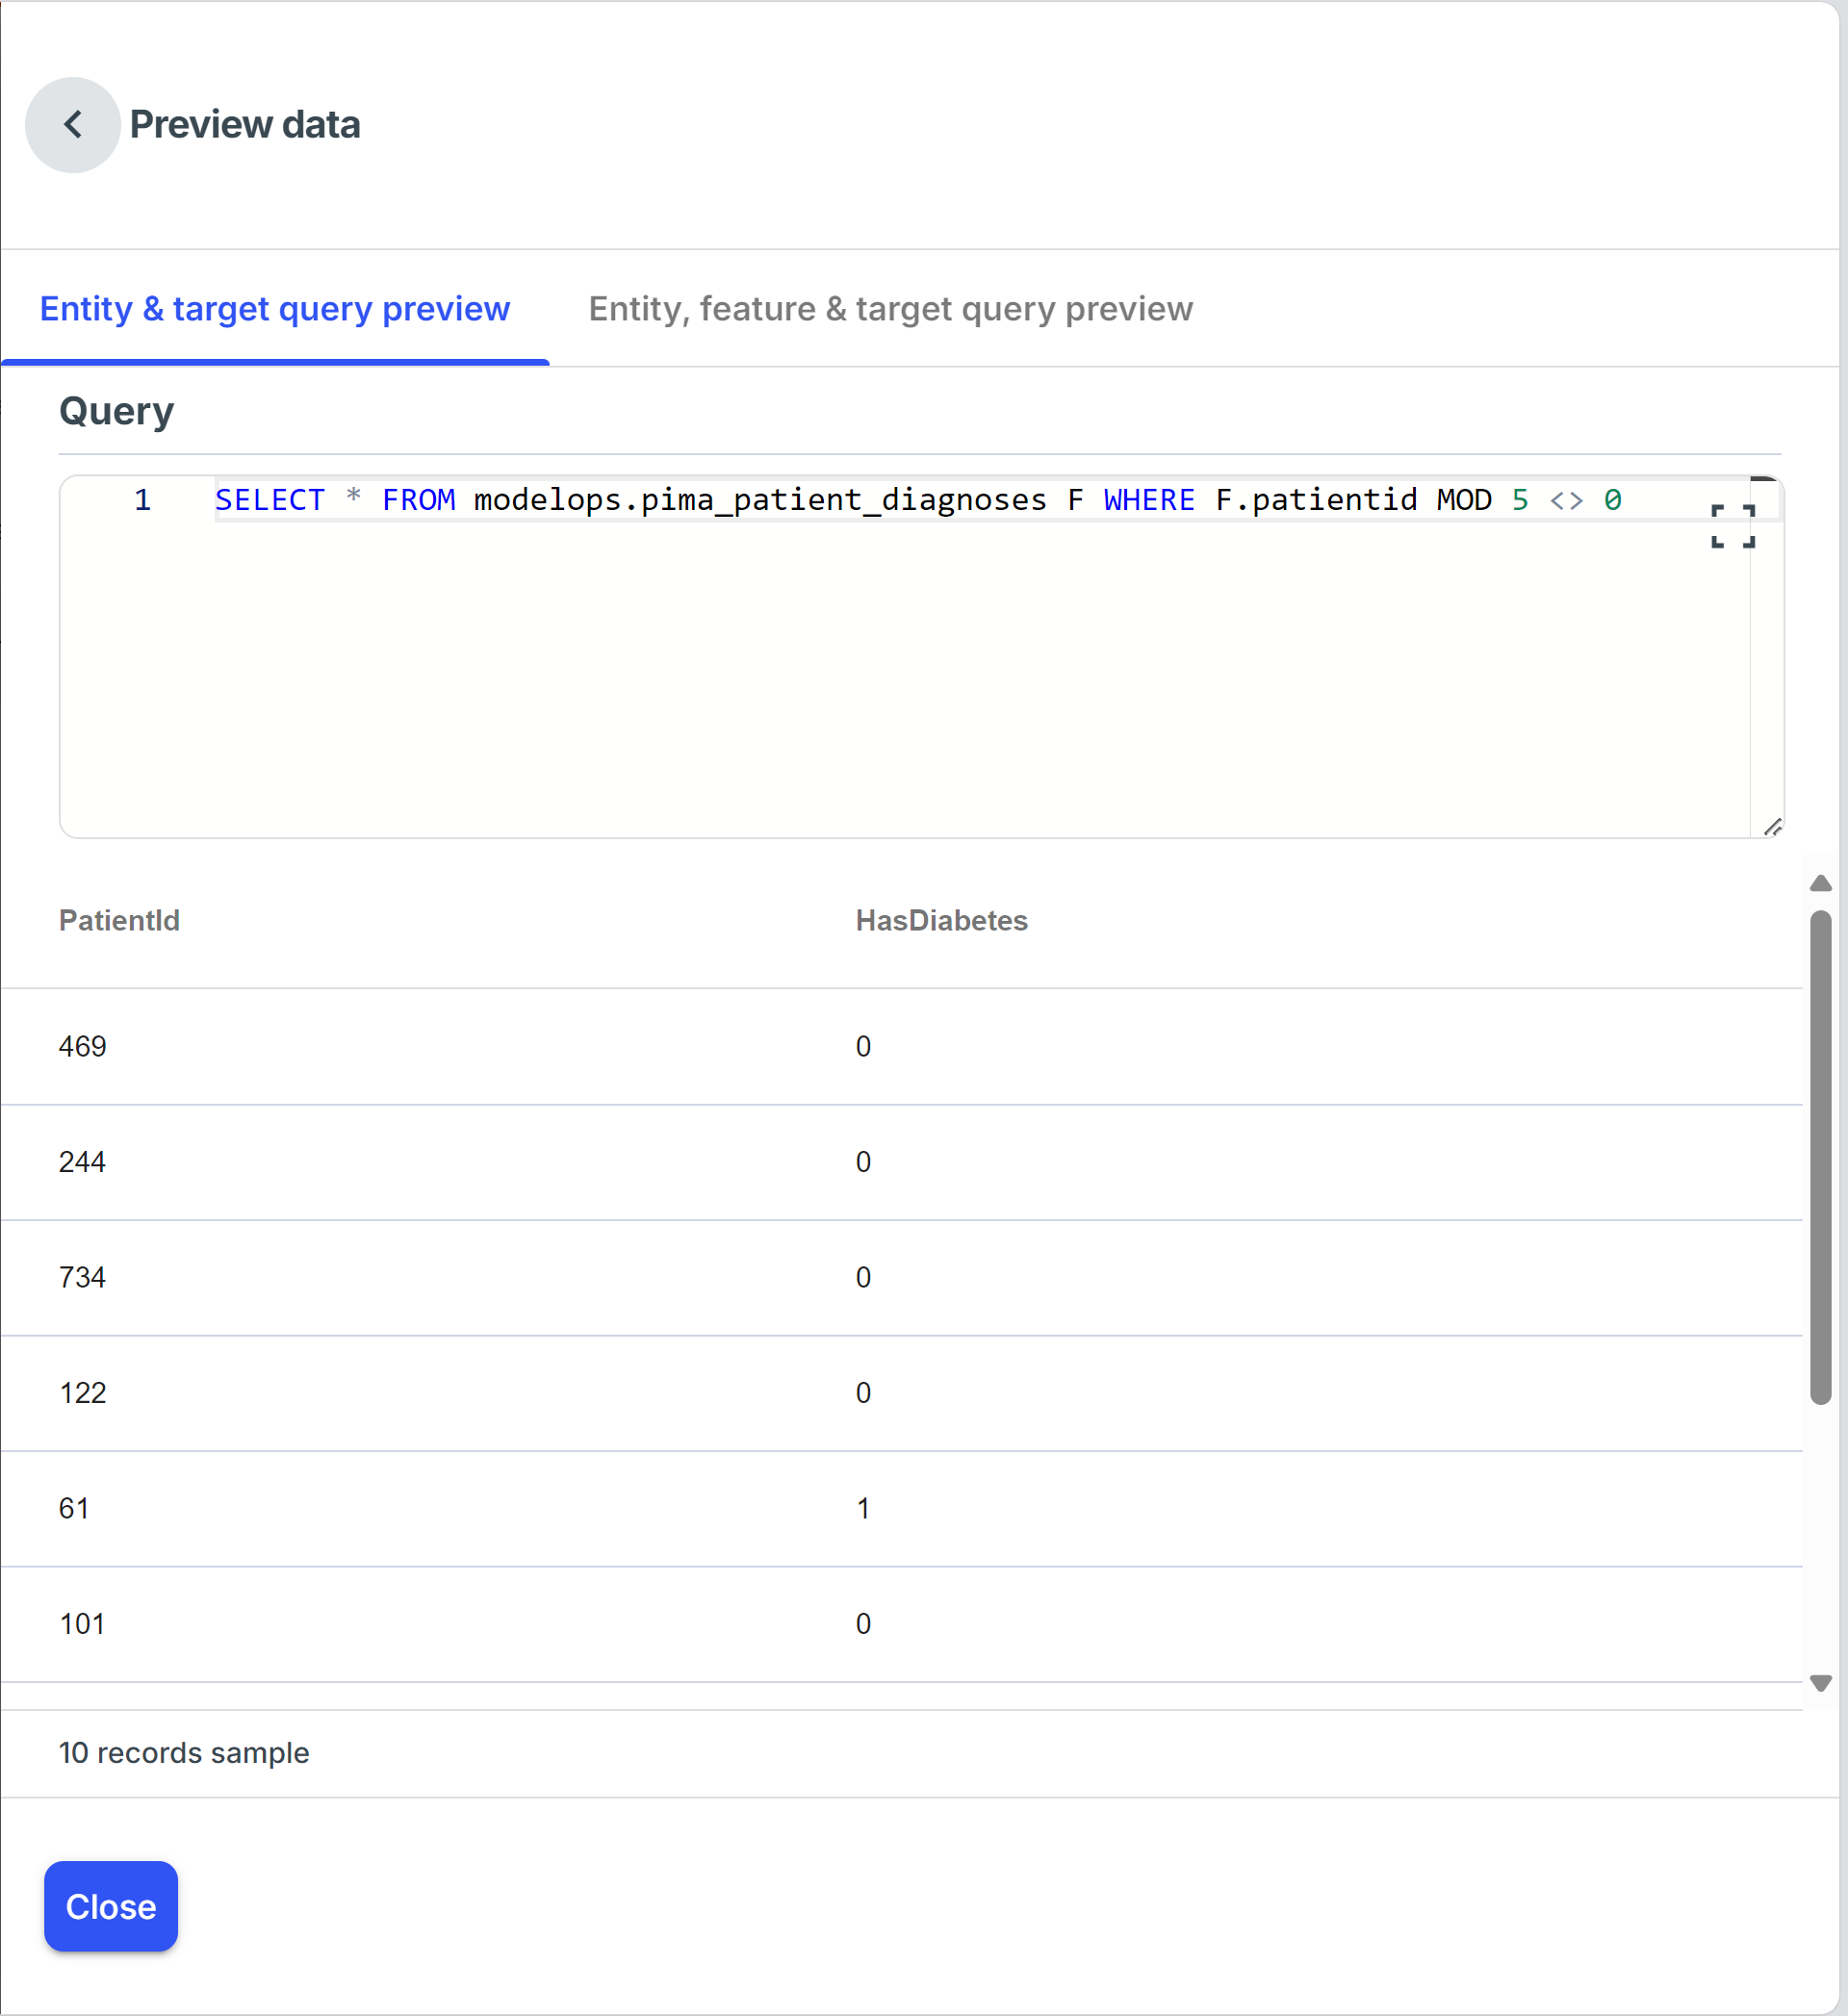 Preview data
Entity & target query preview
Entity, feature & target query preview
Query
1 SELECT * FROM modelops.pima_patient_diagnoses F WHERE F.patientid MOD 5 <> 0
PatientId HasDiabetes
469 0
244 0
734 0
122 0
61 1
101 0
10 records sample
Close